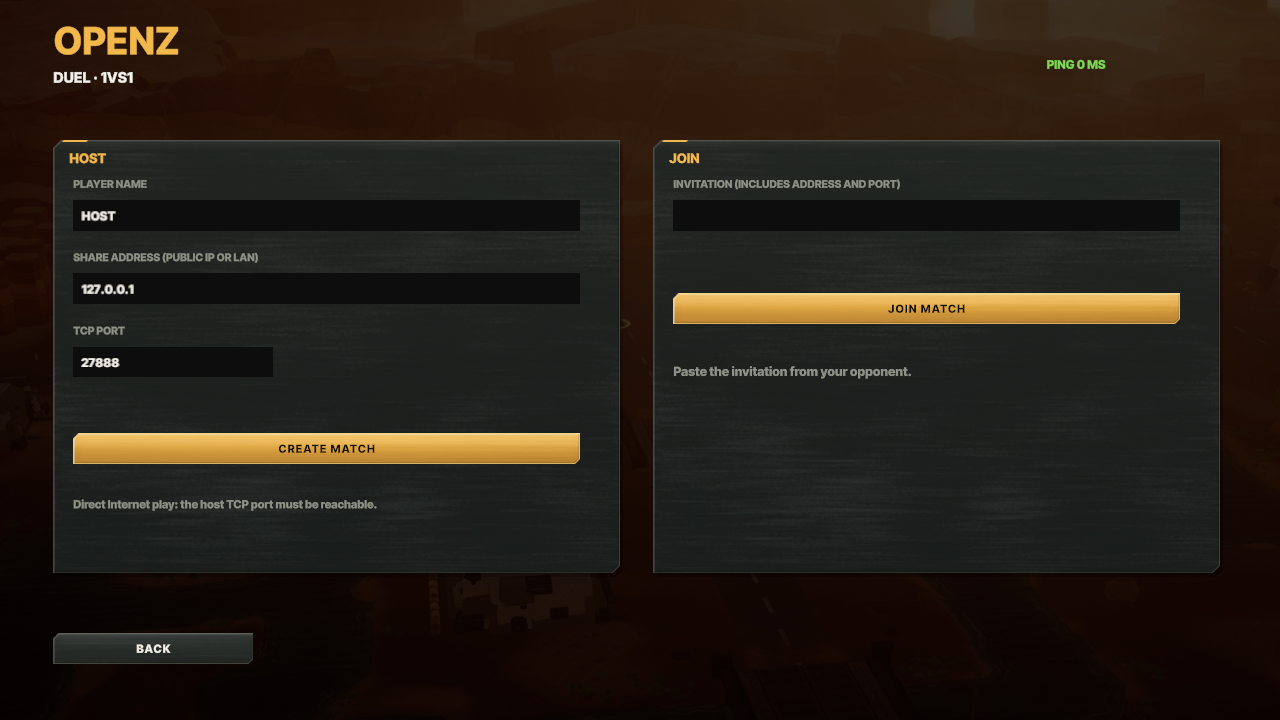 OPENZ
DUEL · 1VS1
PING 0 MS
HOST
PLAYER NAME
HOST
SHARE ADDRESS (PUBLIC IP OR LAN)
127.0.0.1
TCP PORT
27888
CREATE MATCH
Direct Internet play: the host TCP port must be reachable.
JOIN
INVITATION (INCLUDES ADDRESS AND PORT)
JOIN MATCH
Paste the invitation from your opponent.
BACK